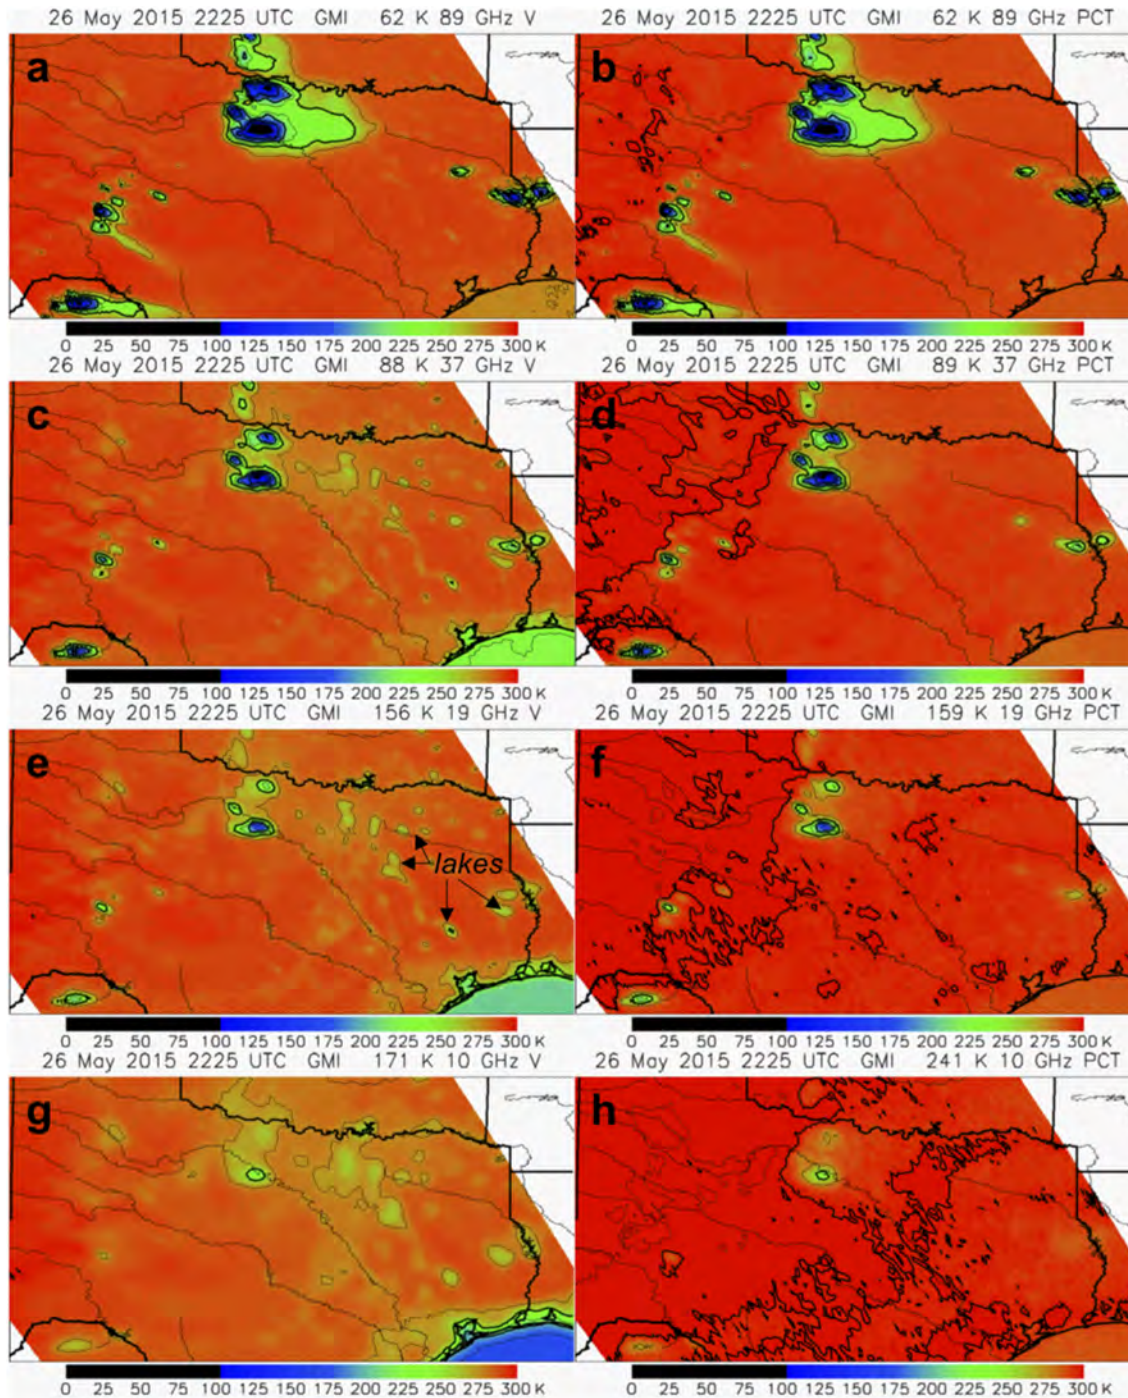 26 May 2015 2225 UTC GMI 62 K 89 GHz V
26 May 2015 2225 UTC GMI 62 K 89 GHz PCT
a
b
0 25 50 75 100 125 150 175 200 225 250 275 300 K
0 25 50 75 100 125 150 175 200 225 250 275 300 K
26 May 2015 2225 UTC GMI 88 K 37 GHz V
26 May 2015 2225 UTC GMI 89 K 37 GHz PCT
c
d
0 25 50 75 100 125 150 175 200 225 250 275 300 K
0 25 50 75 100 125 150 175 200 225 250 275 300 K
26 May 2015 2225 UTC GMI 156 K 19 GHz V
26 May 2015 2225 UTC GMI 159 K 19 GHz PCT
e
f
lakes
0 25 50 75 100 125 150 175 200 225 250 275 300 K
0 25 50 75 100 125 150 175 200 225 250 275 300 K
26 May 2015 2225 UTC GMI 171 K 10 GHz V
26 May 2015 2225 UTC GMI 241 K 10 GHz PCT
g
h
0 25 50 75 100 125 150 175 200 225 250 275 300 K
0 25 50 75 100 125 150 175 200 225 250 275 300 K